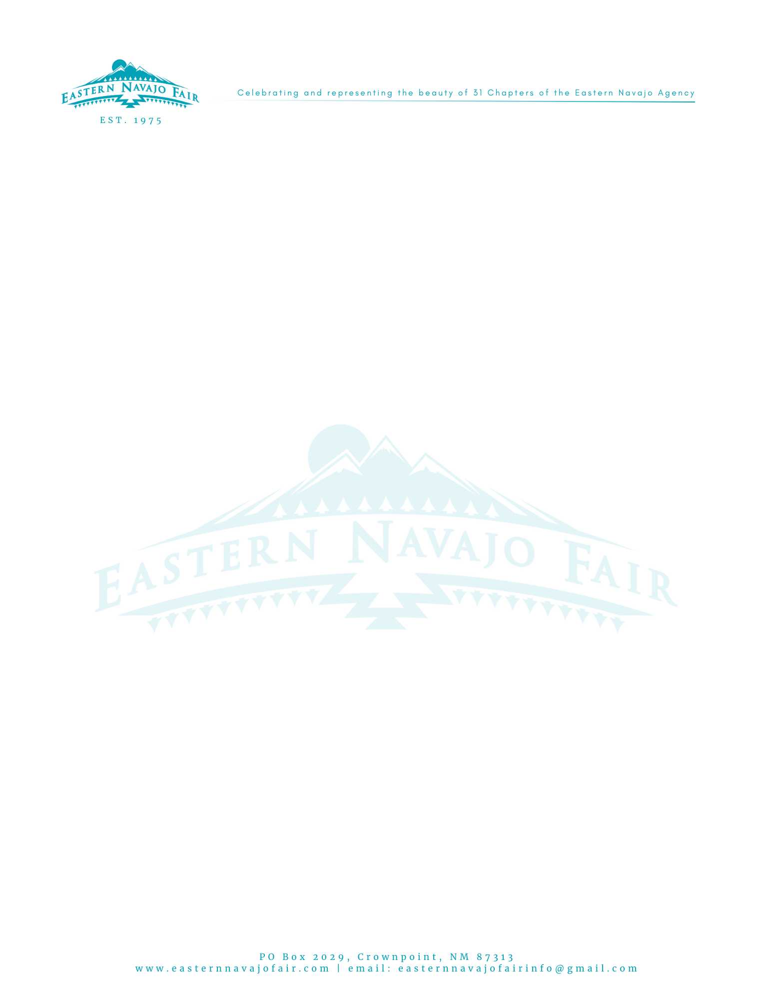 EASTERN NAVAJO FAIR
EST. 1975
Celebrating and representing the beauty of 31 Chapters of the Eastern Navajo Agency
EASTERN NAVAJO FAIR
PO Box 2029, Crownpoint, NM 87313
www.easternnavajofair.com | email: easternnavajofairinfo@gmail.com